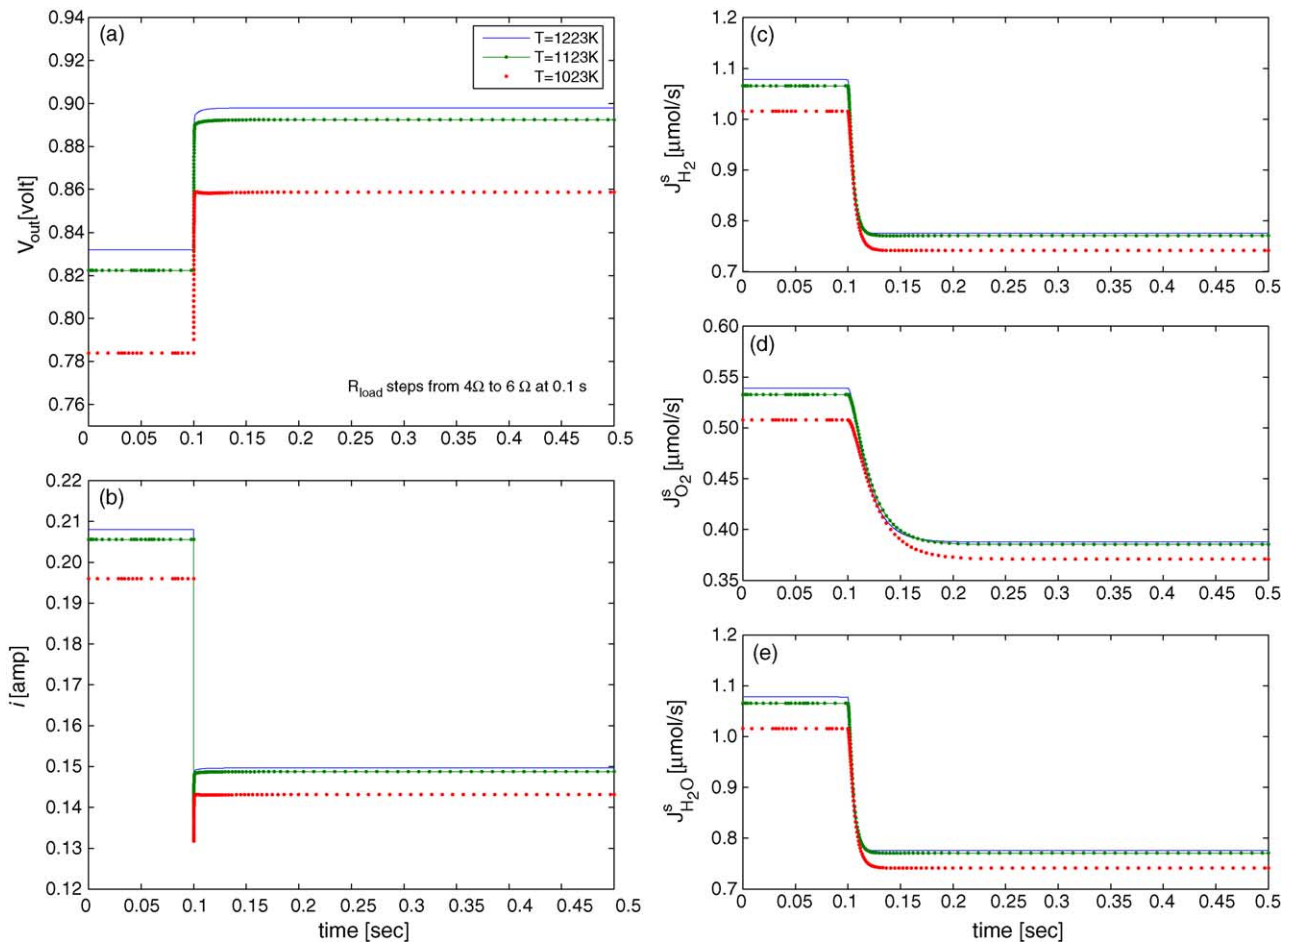 (a)
T=1223K
T=1123K
T=1023K
0.94
0.92
0.90
0.88
0.86
0.84
0.82
0.80
0.78
0.76
V_out[volt]
R_load steps from 4Ω to 6 Ω at 0.1 s
0 0.05 0.1 0.15 0.2 0.25 0.3 0.35 0.4 0.45 0.5
(b)
0.22
0.21
0.20
0.19
0.18
0.17
0.16
0.15
0.14
0.13
0.12
i [amp]
0 0.05 0.1 0.15 0.2 0.25 0.3 0.35 0.4 0.45 0.5
time [sec]
(c)
1.2
1.1
1.0
0.9
0.8
0.7
J^s_H2 [μmol/s]
0 0.05 0.1 0.15 0.2 0.25 0.3 0.35 0.4 0.45 0.5
(d)
0.60
0.55
0.50
0.45
0.40
0.35
J^s_O2 [μmol/s]
0 0.05 0.1 0.15 0.2 0.25 0.3 0.35 0.4 0.45 0.5
(e)
1.2
1.1
1.0
0.9
0.8
0.7
J^s_H2O [μmol/s]
0 0.05 0.1 0.15 0.2 0.25 0.3 0.35 0.4 0.45 0.5
time [sec]